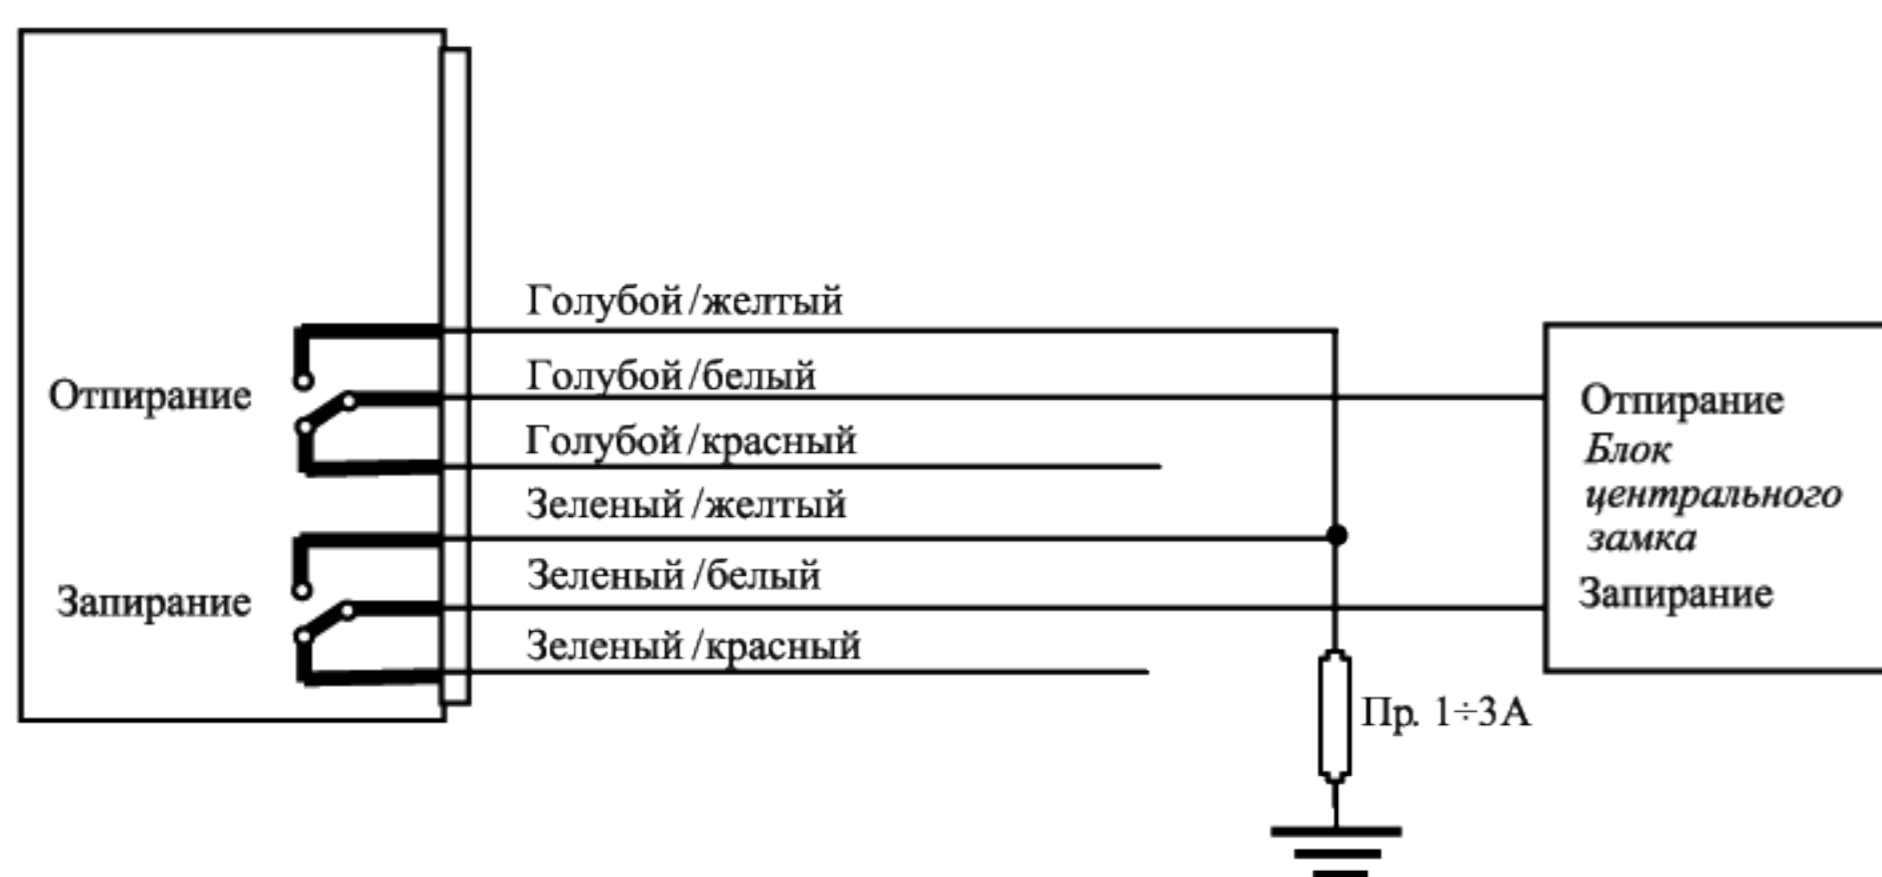 Голубой/желтый
Голубой/белый
Голубой/красный
Зеленый/желтый
Зеленый/белый
Зеленый/красный
Отпирание
Запирание
Отпирание
Блок
центрального
замка
Запирание
Пр. 1÷3А